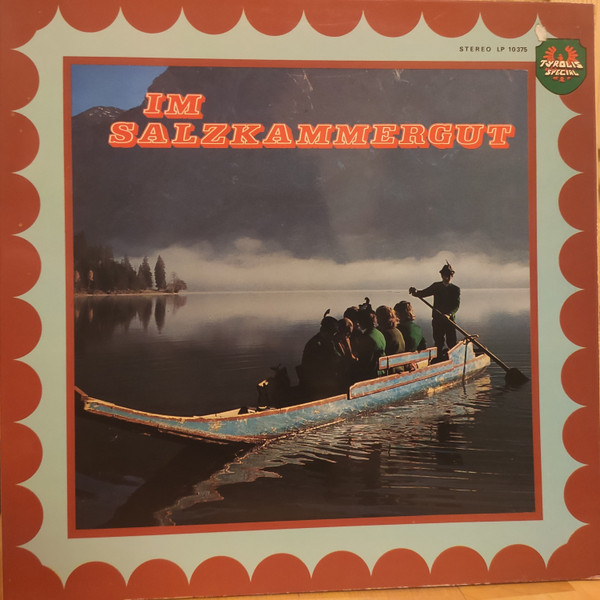 STEREO LP 10375
TYROLIS
SPECIAL
IM
SALZKAMMERGUT